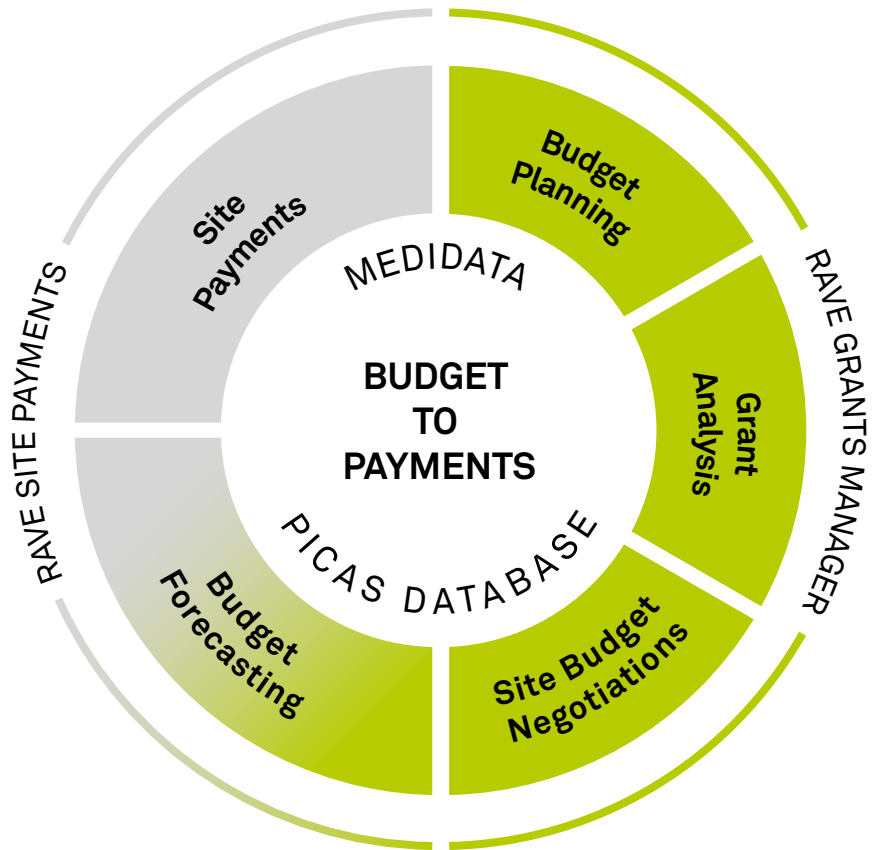 MEDIDATA
BUDGET
TO
PAYMENTS
PICAS DATABASE
Budget
Planning
Grant
Analysis
Site Budget
Negotiations
Budget
Forecasting
Site
Payments
RAVE GRANTS MANAGER
RAVE SITE PAYMENTS